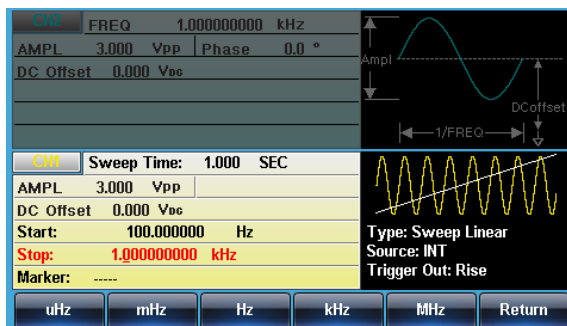 CH2 FREQ 1.000000000 kHz
AMPL 3.000 Vpp Phase 0.0 °
DC Offset 0.000 VDC
Ampl
DCoffset
1/FREQ
CH1 Sweep Time: 1.000 SEC
AMPL 3.000 Vpp
DC Offset 0.000 VDC
Start: 100.000000 Hz
Stop: 1.000000000 kHz
Marker: -----
Type: Sweep Linear
Source: INT
Trigger Out: Rise
uHz mHz Hz kHz MHz Return